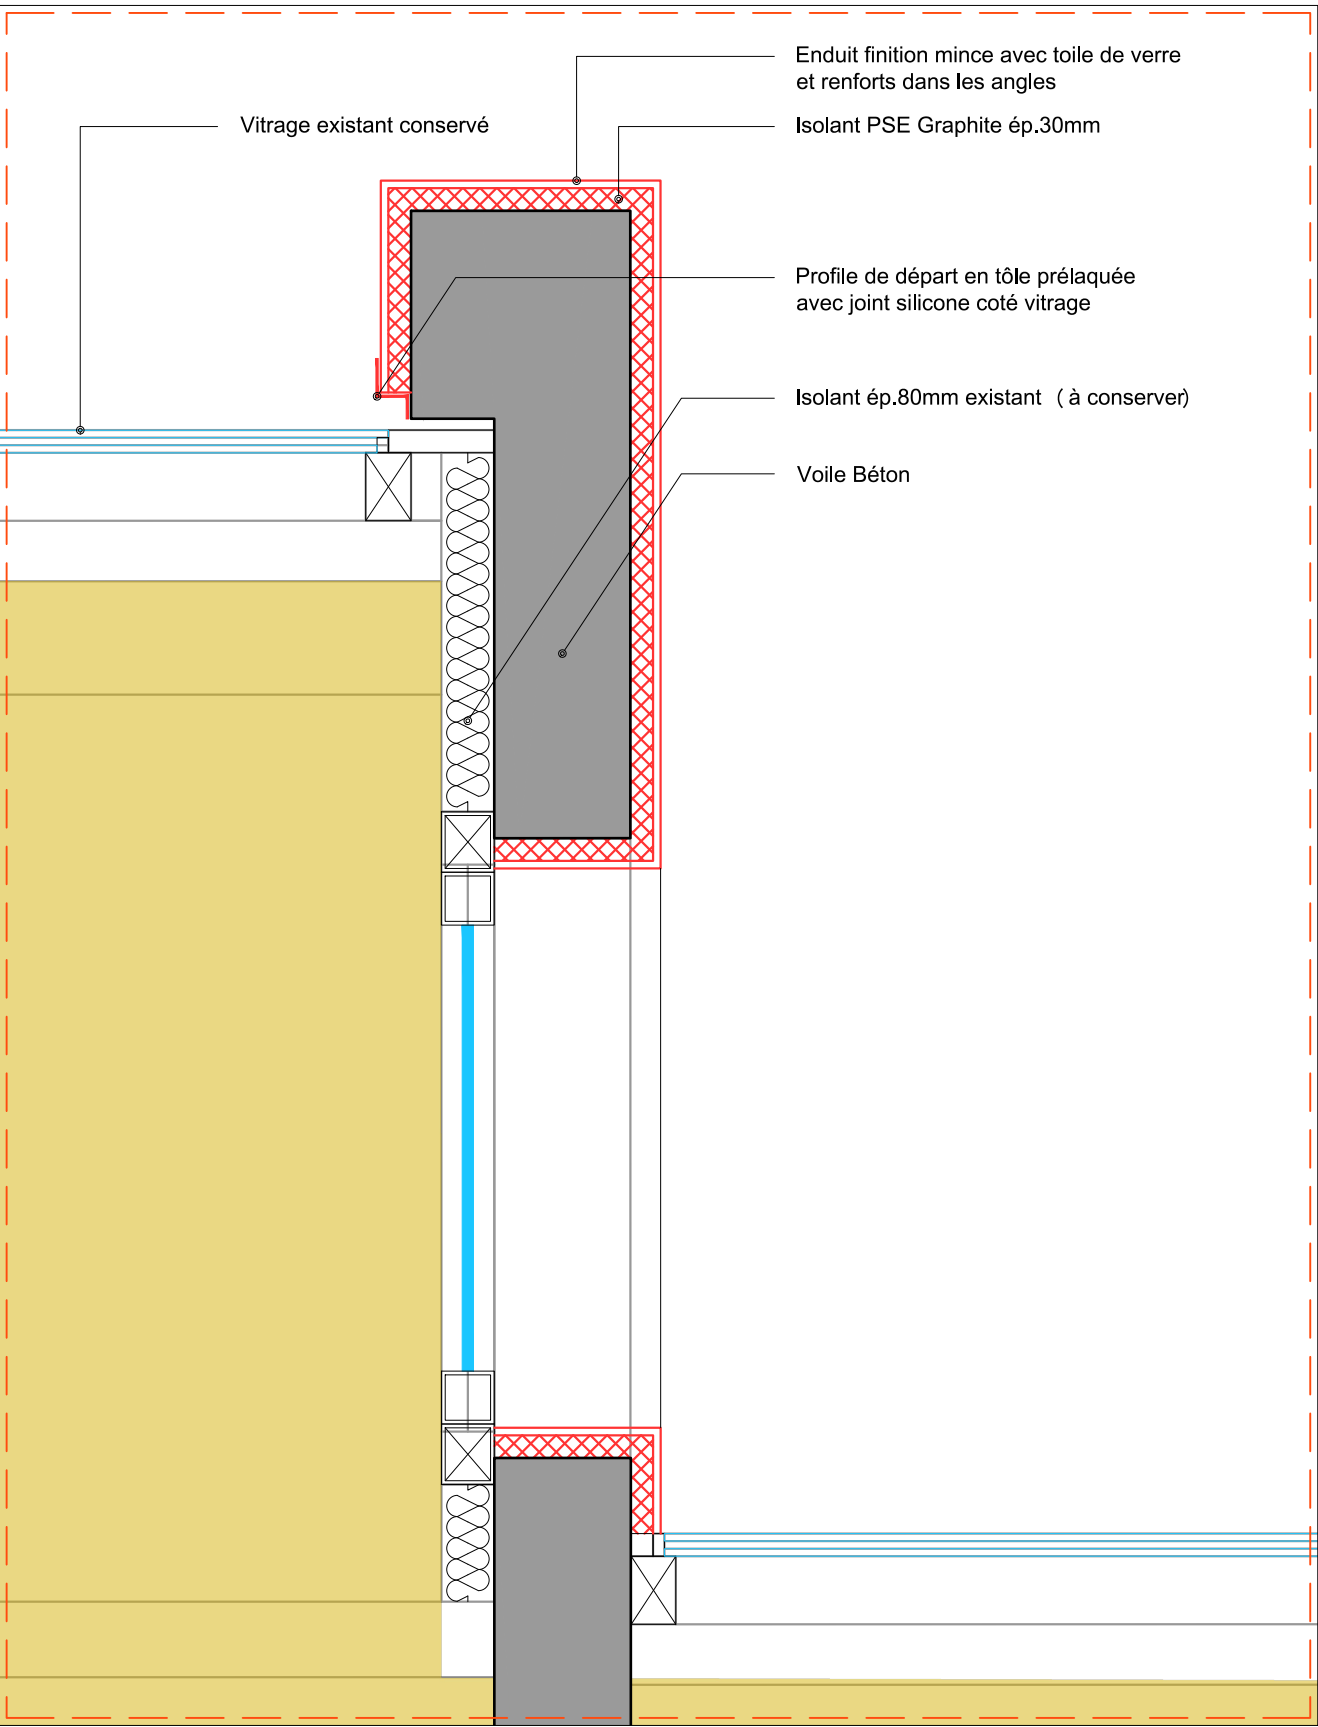 Enduit finition mince avec toile de verre
et renforts dans les angles
Vitrage existant conservé
Isolant PSE Graphite ép.30mm
Profile de départ en tôle prélaquée
avec joint silicone coté vitrage
Isolant ép.80mm existant ( à conserver)
Voile Béton